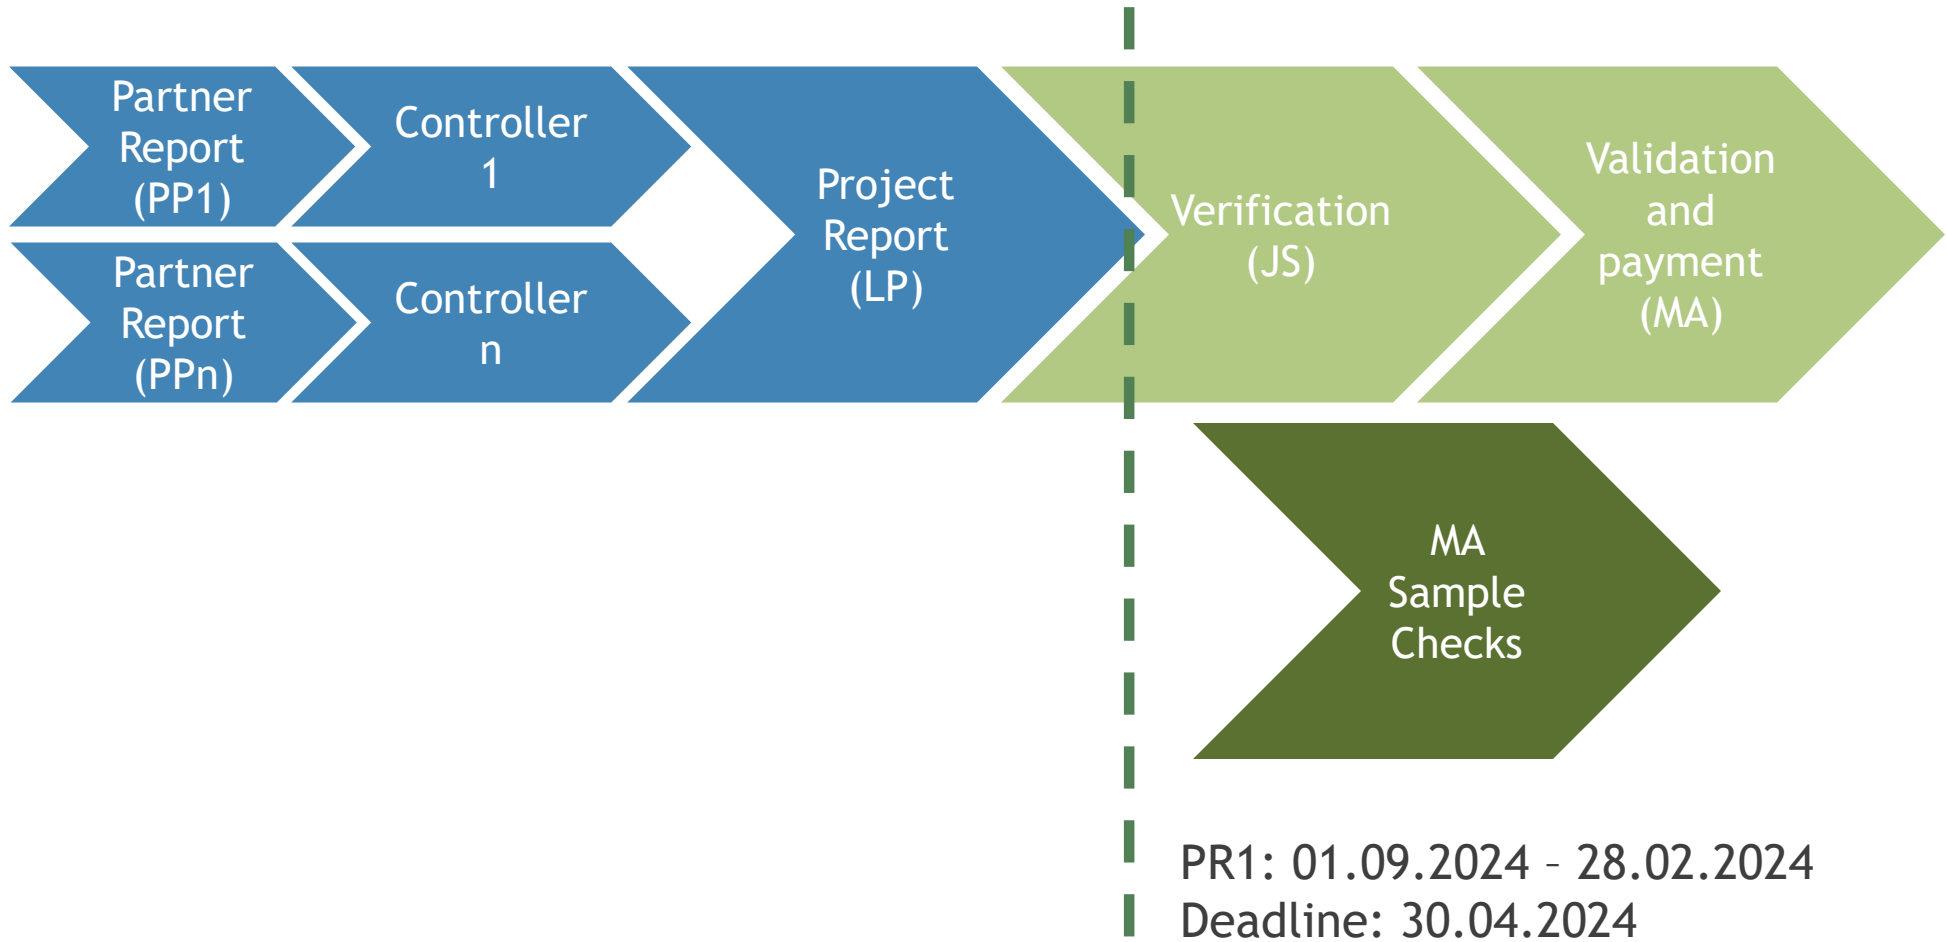 Partner
Report
(PP1)
Controller
1
Partner
Report
(PPn)
Controller
n
Project
Report
(LP)
Verification
(JS)
Validation
and
payment
(MA)
MA
Sample
Checks
PR1: 01.09.2024 – 28.02.2024
Deadline: 30.04.2024